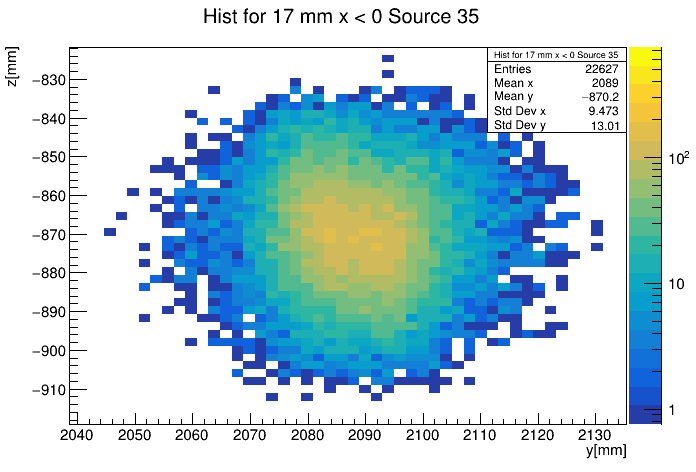 Hist for 17 mm x < 0 Source 35
z[mm]
Hist for 17 mm x < 0 Source 35
Entries 22627
Mean x 2089
Mean y −870.2
Std Dev x 9.473
Std Dev y 13.01
−830
−840
−850
−860
−870
−880
−890
−900
−910
10²
10
1
2040 2050 2060 2070 2080 2090 2100 2110 2120 2130
y[mm]